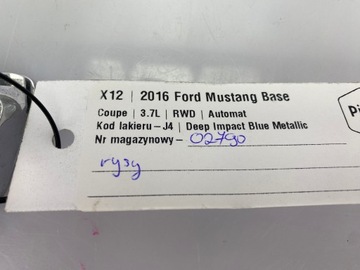 X12 | 2016 Ford Mustang Base
Coupe | 3.7L | RWD | Automat
Kod lakieru – J4 | Deep Impact Blue Metallic
Nr magazynowy – 02790
rysy
Pi